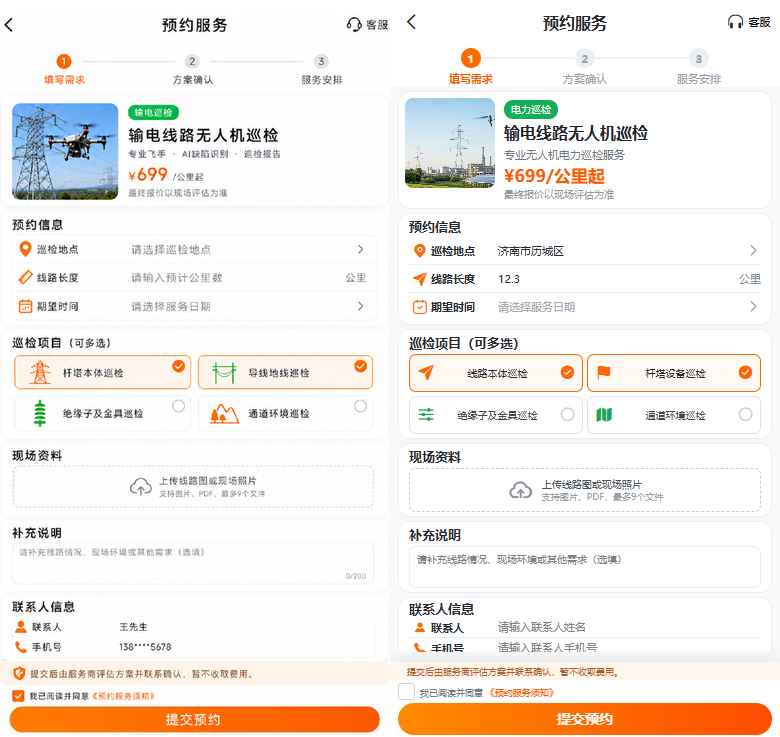 预约服务
客服
1
2
3
填写需求
方案确认
服务安排
输电巡检
输电线路无人机巡检
专业飞手 · AI缺陷识别 · 巡检报告
¥699 /公里起
最终报价以现场评估为准
预约信息
巡检地点 请选择巡检地点
线路长度 请输入预计公里数 公里
期望时间 请选择服务日期
巡检项目（可多选）
杆塔本体巡检
导线地线巡检
绝缘子及金具巡检
通道环境巡检
现场资料
上传线路图或现场照片
支持图片、PDF，最多9个文件
补充说明
请补充线路情况、现场环境或其他需求（选填）
0/200
联系人信息
联系人 王先生
手机号 138****5678
提交后由服务商评估方案并联系确认，暂不收取费用。
我已阅读并同意《预约服务须知》
提交预约
预约服务
客服
1
2
3
填写需求
方案确认
服务安排
电力巡检
输电线路无人机巡检
专业无人机电力巡检服务
¥699/公里起
最终报价以现场评估为准
预约信息
巡检地点 济南市历城区
线路长度 12.3 公里
期望时间 请选择服务日期
巡检项目（可多选）
线路本体巡检
杆塔设备巡检
绝缘子及金具巡检
通道环境巡检
现场资料
上传线路图或现场照片
支持图片、PDF，最多9个文件
补充说明
请补充线路情况、现场环境或其他需求（选填）
联系人信息
联系人 请输入联系人姓名
手机号 请输入联系人手机号
提交后由服务商评估方案并联系确认，暂不收取费用。
我已阅读并同意 《预约服务须知》
提交预约